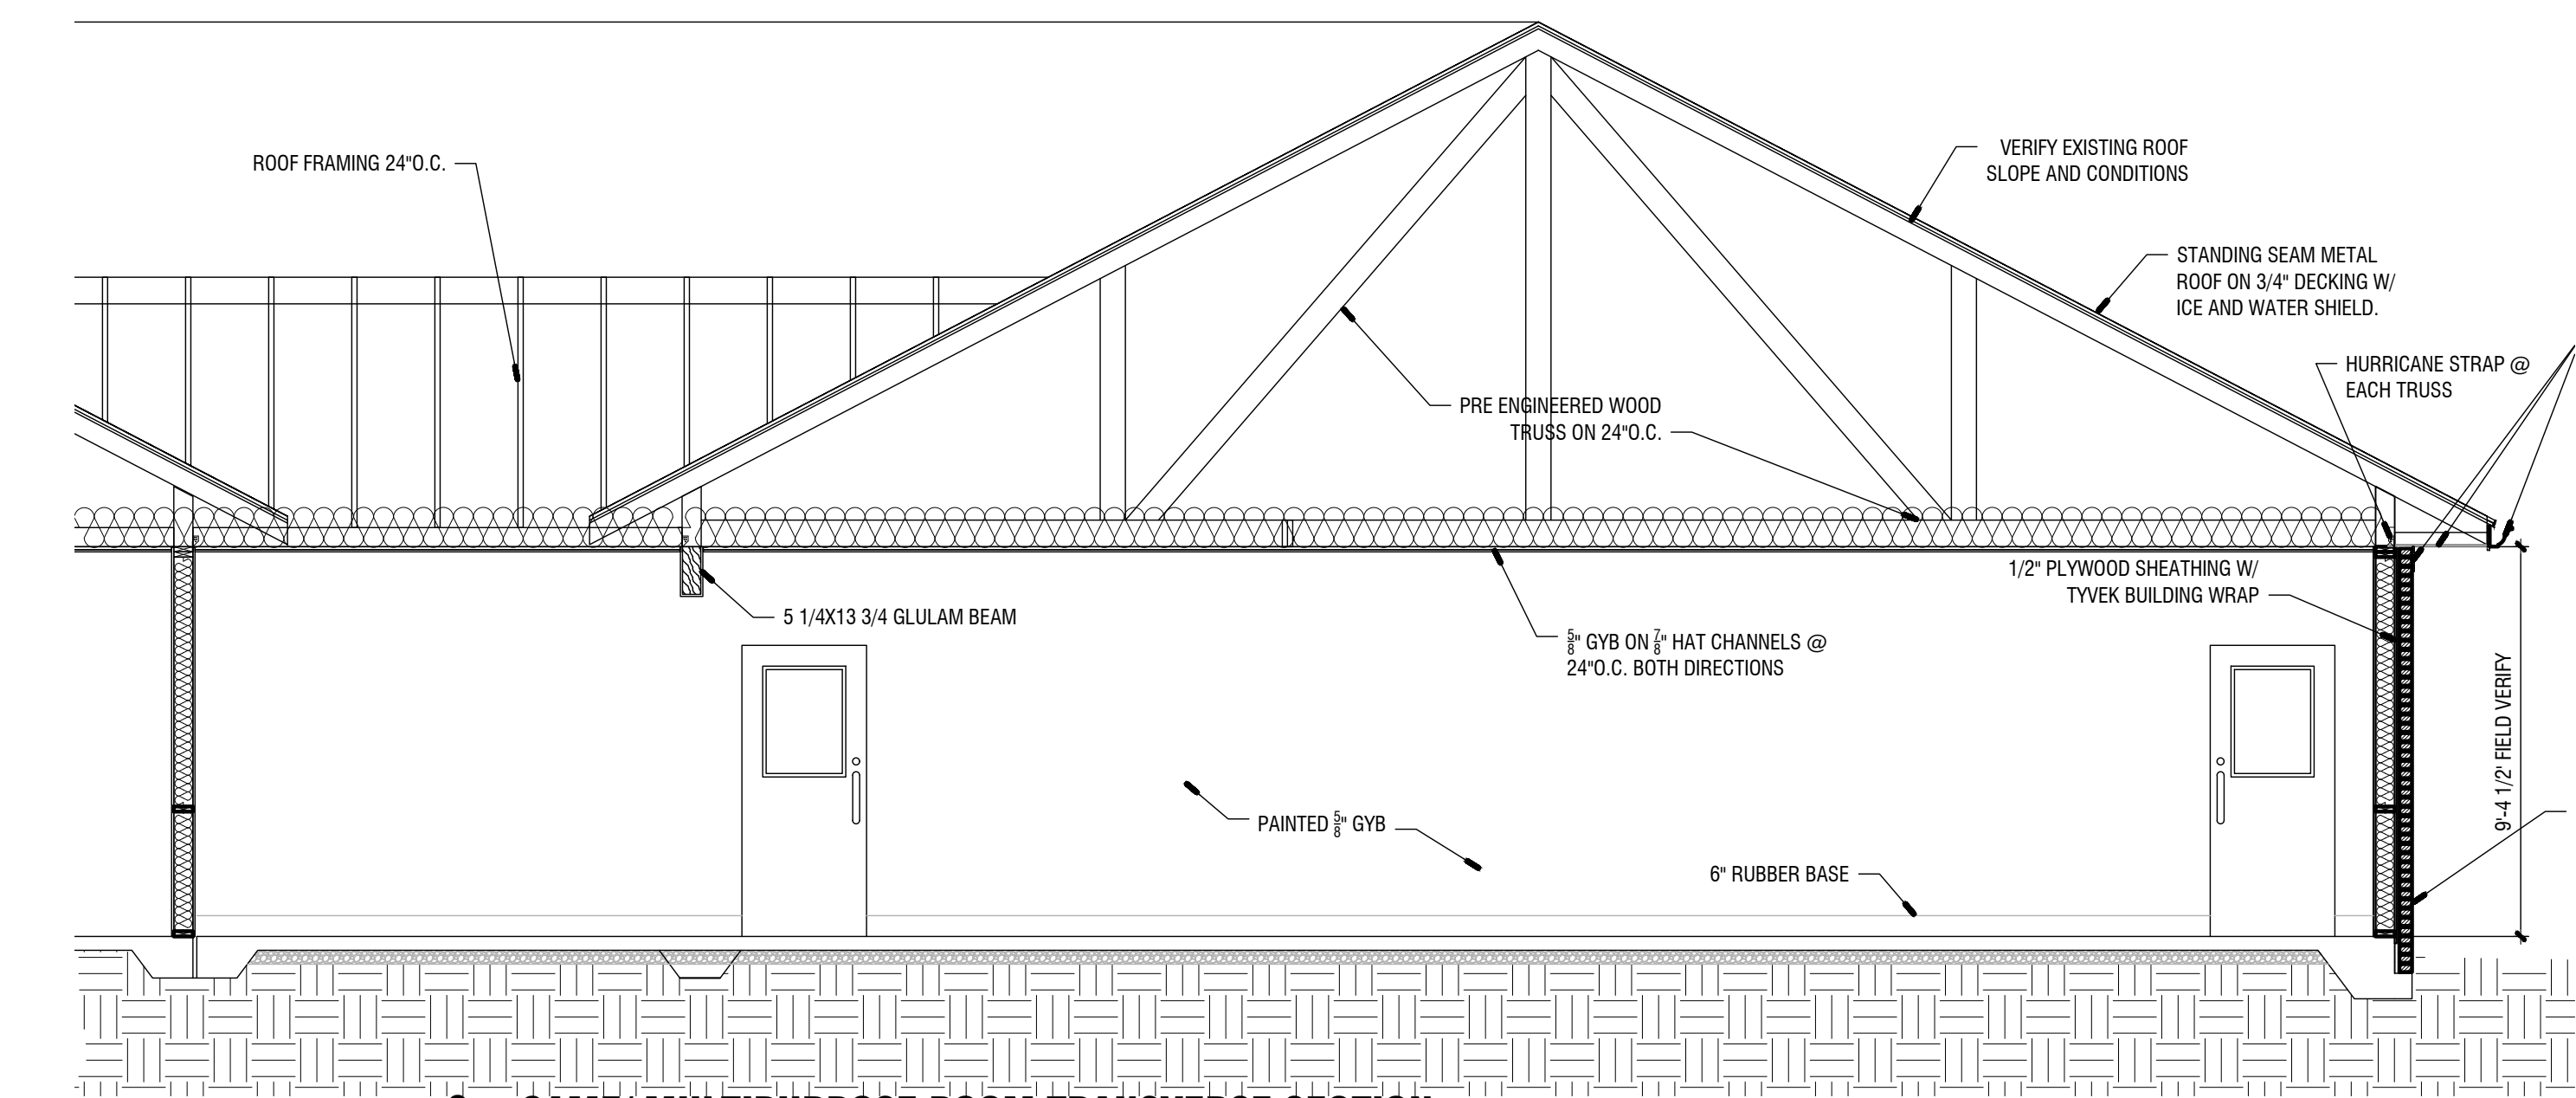 ROOF FRAMING 24"O.C.
VERIFY EXISTING ROOF
SLOPE AND CONDITIONS
STANDING SEAM METAL
ROOF ON 3/4" DECKING W/
ICE AND WATER SHIELD.
HURRICANE STRAP @
EACH TRUSS
PRE ENGINEERED WOOD
TRUSS ON 24"O.C.
1/2" PLYWOOD SHEATHING W/
TYVEK BUILDING WRAP
5 1/4X13 3/4 GLULAM BEAM
5/8" GYB ON 7/8" HAT CHANNELS @
24"O.C. BOTH DIRECTIONS
9'-4 1/2' FIELD VERIFY
PAINTED 5/8" GYB
6" RUBBER BASE